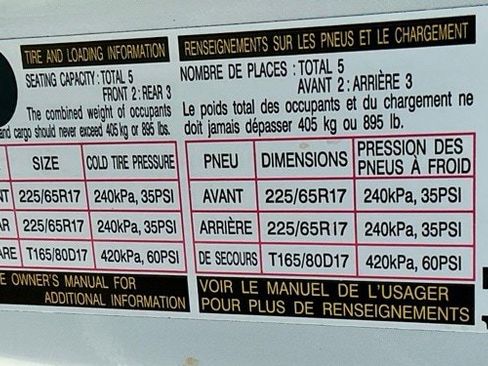 TIRE AND LOADING INFORMATION
SEATING CAPACITY: TOTAL 5
FRONT 2: REAR 3
The combined weight of occupants
and cargo should never exceed 405 kg or 895 lbs.
SIZE COLD TIRE PRESSURE
225/65R17 240kPa, 35PSI
225/65R17 240kPa, 35PSI
T165/80D17 420kPa, 60PSI
OWNER'S MANUAL FOR
ADDITIONAL INFORMATION
RENSEIGNEMENTS SUR LES PNEUS ET LE CHARGEMENT
NOMBRE DE PLACES : TOTAL 5
AVANT 2: ARRIÈRE 3
Le poids total des occupants et du chargement ne
doit jamais dépasser 405 kg ou 895 lb.
PNEU DIMENSIONS PRESSION DES
PNEUS À FROID
AVANT 225/65R17 240kPa, 35PSI
ARRIÈRE 225/65R17 240kPa, 35PSI
DE SECOURS T165/80D17 420kPa, 60PSI
VOIR LE MANUEL DE L'USAGER
POUR PLUS DE RENSEIGNEMENTS